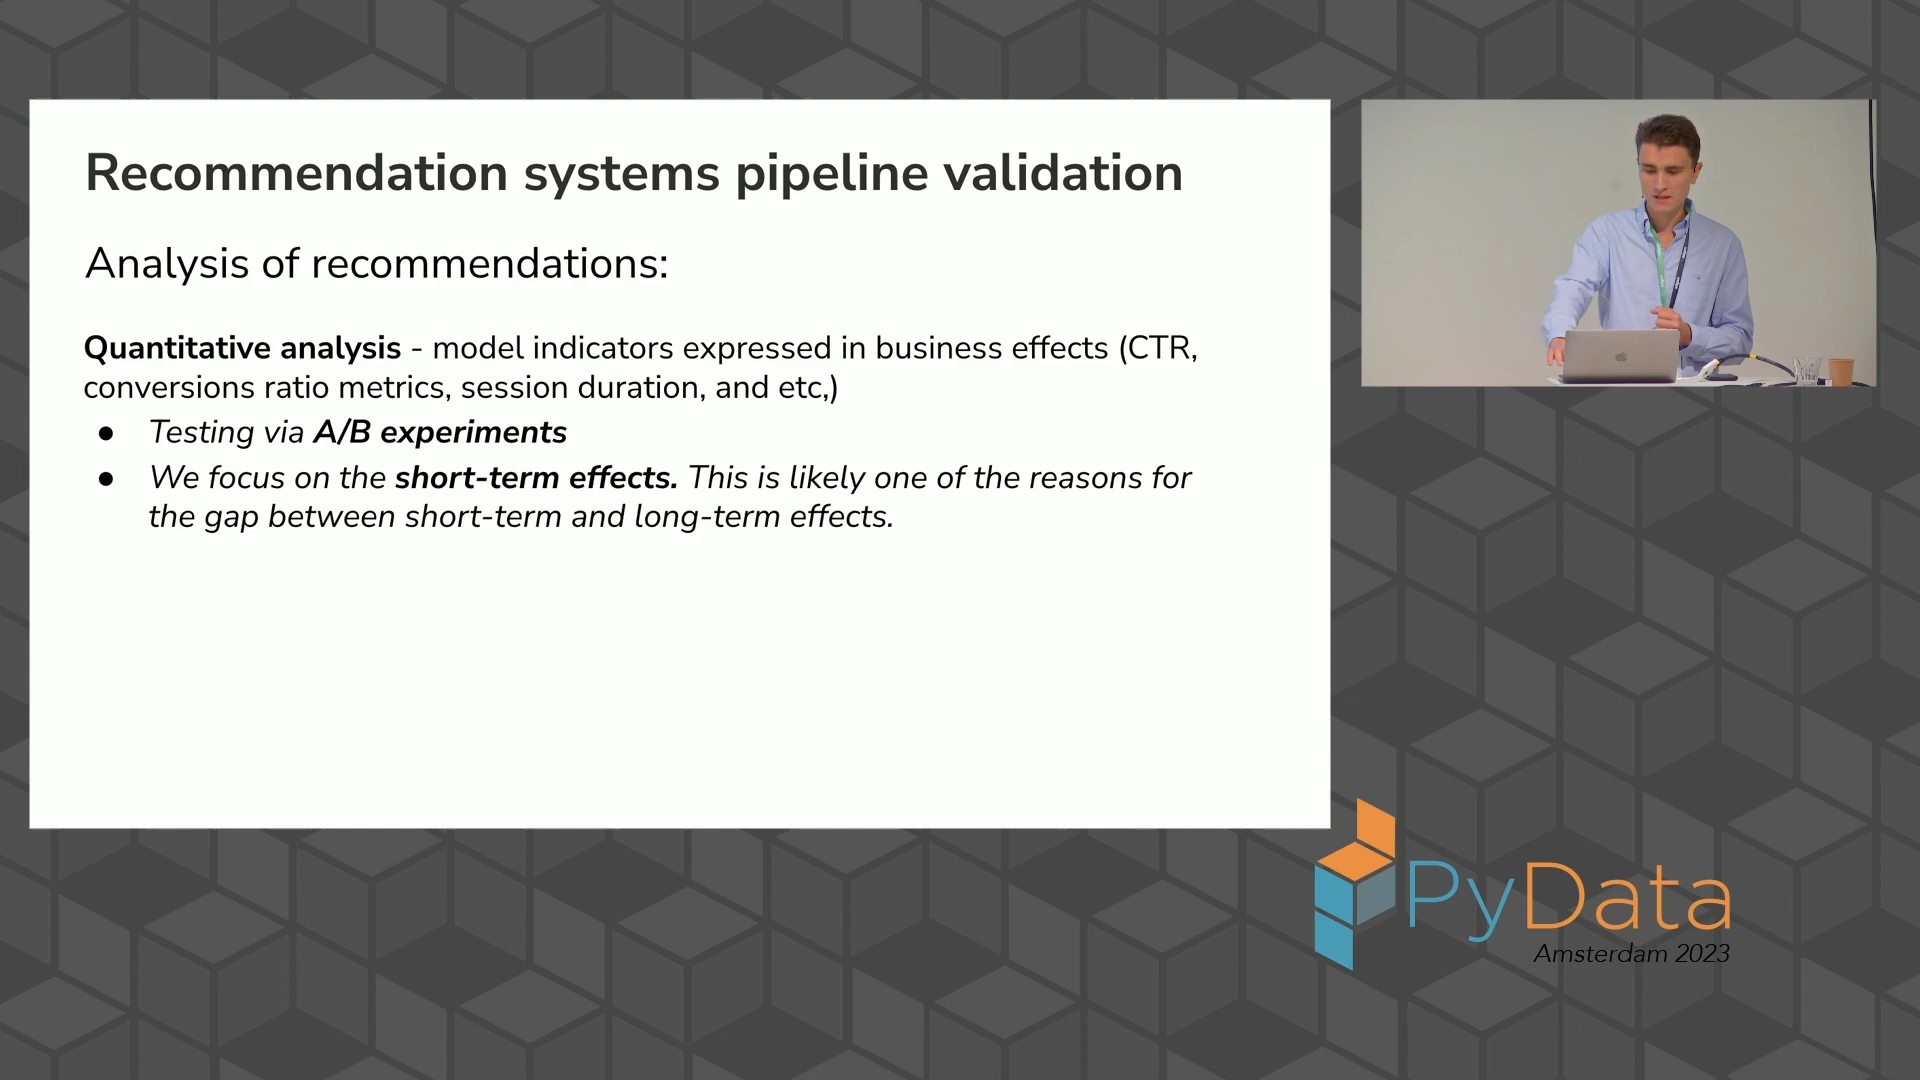 Recommendation systems pipeline validation
Analysis of recommendations:
Quantitative analysis - model indicators expressed in business effects (CTR,
conversions ratio metrics, session duration, and etc,)
● Testing via A/B experiments
● We focus on the short-term effects. This is likely one of the reasons for
the gap between short-term and long-term effects.
PyData
Amsterdam 2023